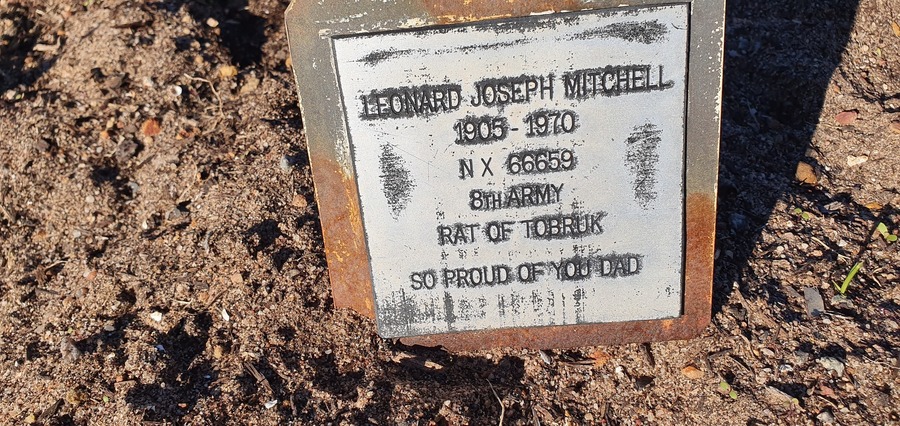 LEONARD JOSEPH MITCHELL
1905 - 1970
N X 66659
8TH ARMY
RAT OF TOBRUK
SO PROUD OF YOU DAD